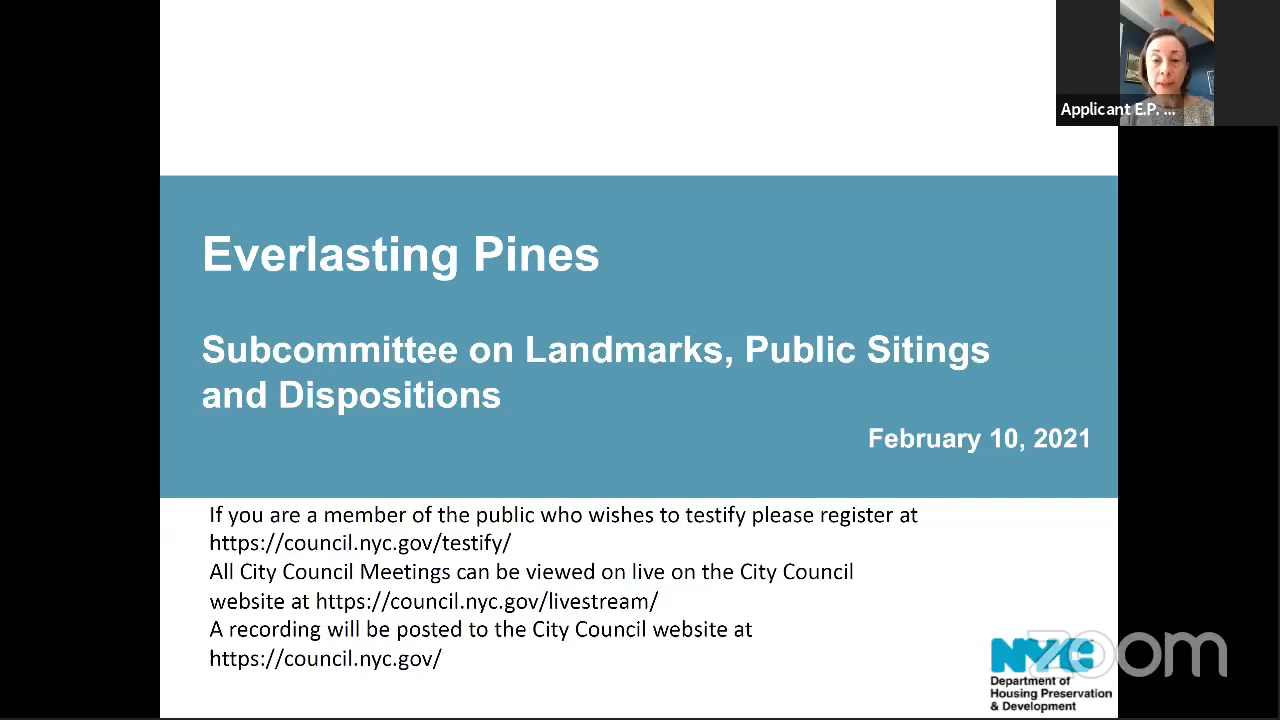 Applicant E.P. ...
Everlasting Pines
Subcommittee on Landmarks, Public Sitings
and Dispositions
February 10, 2021
If you are a member of the public who wishes to testify please register at
https://council.nyc.gov/testify/
All City Council Meetings can be viewed on live on the City Council
website at https://council.nyc.gov/livestream/
A recording will be posted to the City Council website at
https://council.nyc.gov/
NYC
zoom
Department of
Housing Preservation
& Development